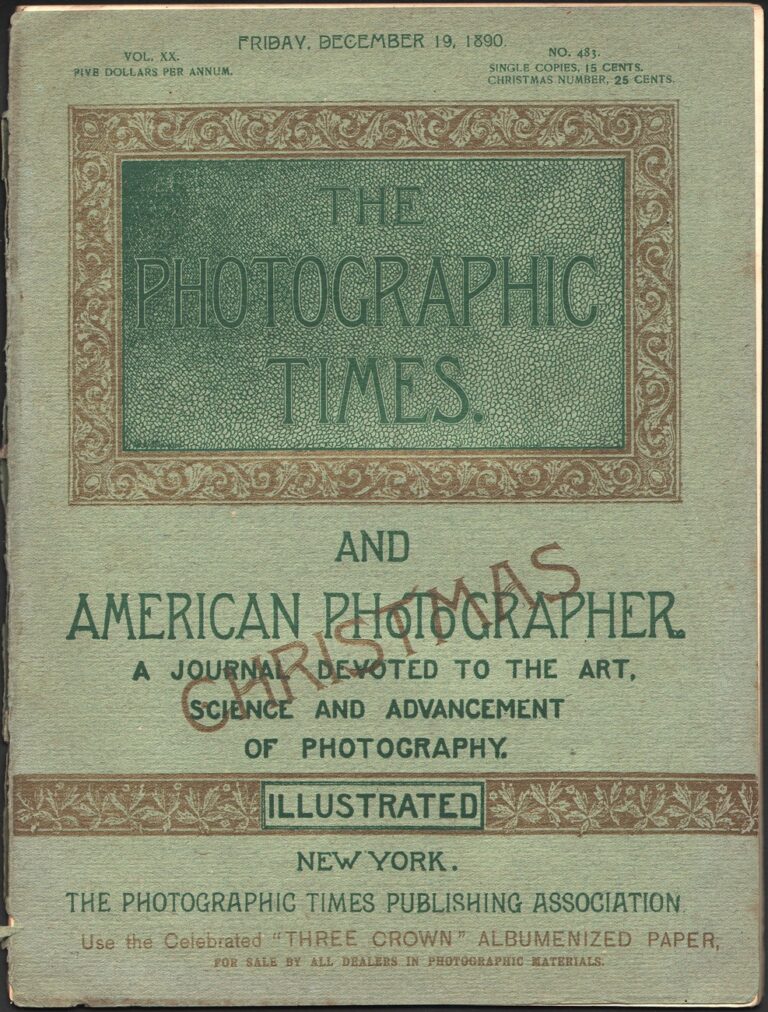 FRIDAY, DECEMBER 19, 1890.
VOL. XX.
FIVE DOLLARS PER ANNUM.
NO. 483.
SINGLE COPIES, 15 CENTS.
CHRISTMAS NUMBER, 25 CENTS.
THE
PHOTOGRAPHIC
TIMES.
AND
AMERICAN PHOTOGRAPHER.
CHRISTMAS
A JOURNAL DEVOTED TO THE ART,
SCIENCE AND ADVANCEMENT
OF PHOTOGRAPHY.
ILLUSTRATED
NEW YORK.
THE PHOTOGRAPHIC TIMES PUBLISHING ASSOCIATION
Use the Celebrated "THREE CROWN" ALBUMENIZED PAPER,
FOR SALE BY ALL DEALERS IN PHOTOGRAPHIC MATERIALS.